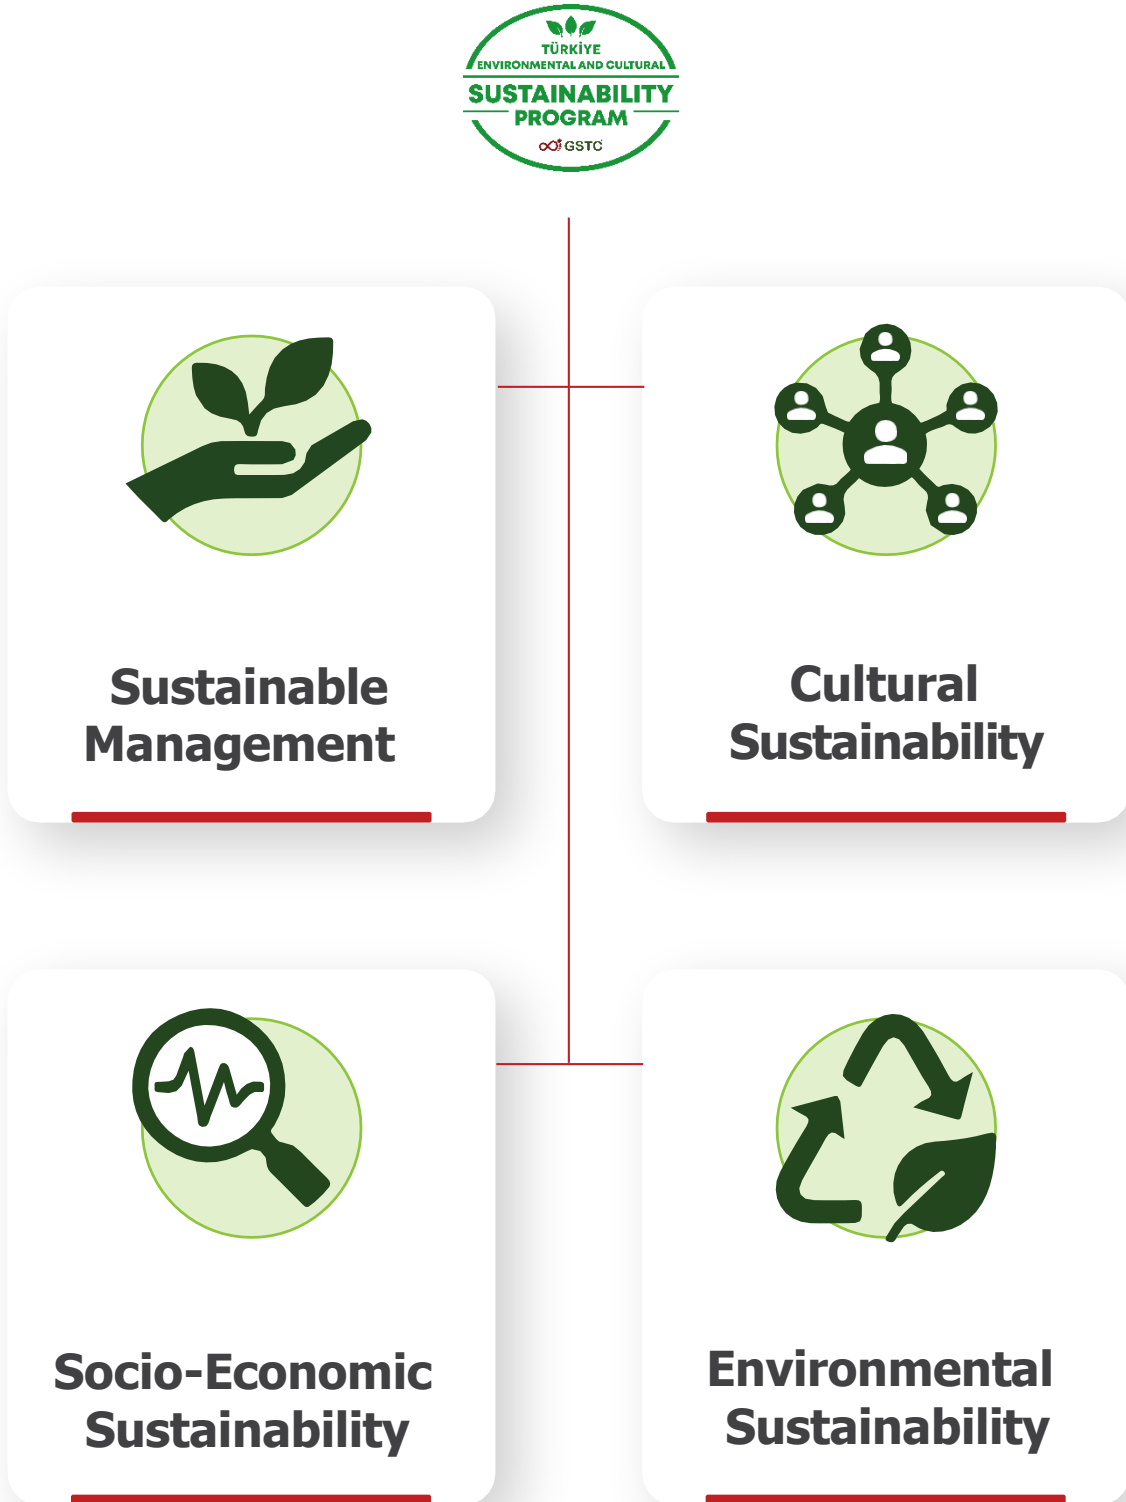 TÜRKİYE
ENVIRONMENTAL AND CULTURAL
SUSTAINABILITY
PROGRAM
GSTC
Sustainable
Management
Cultural
Sustainability
Socio-Economic
Sustainability
Environmental
Sustainability